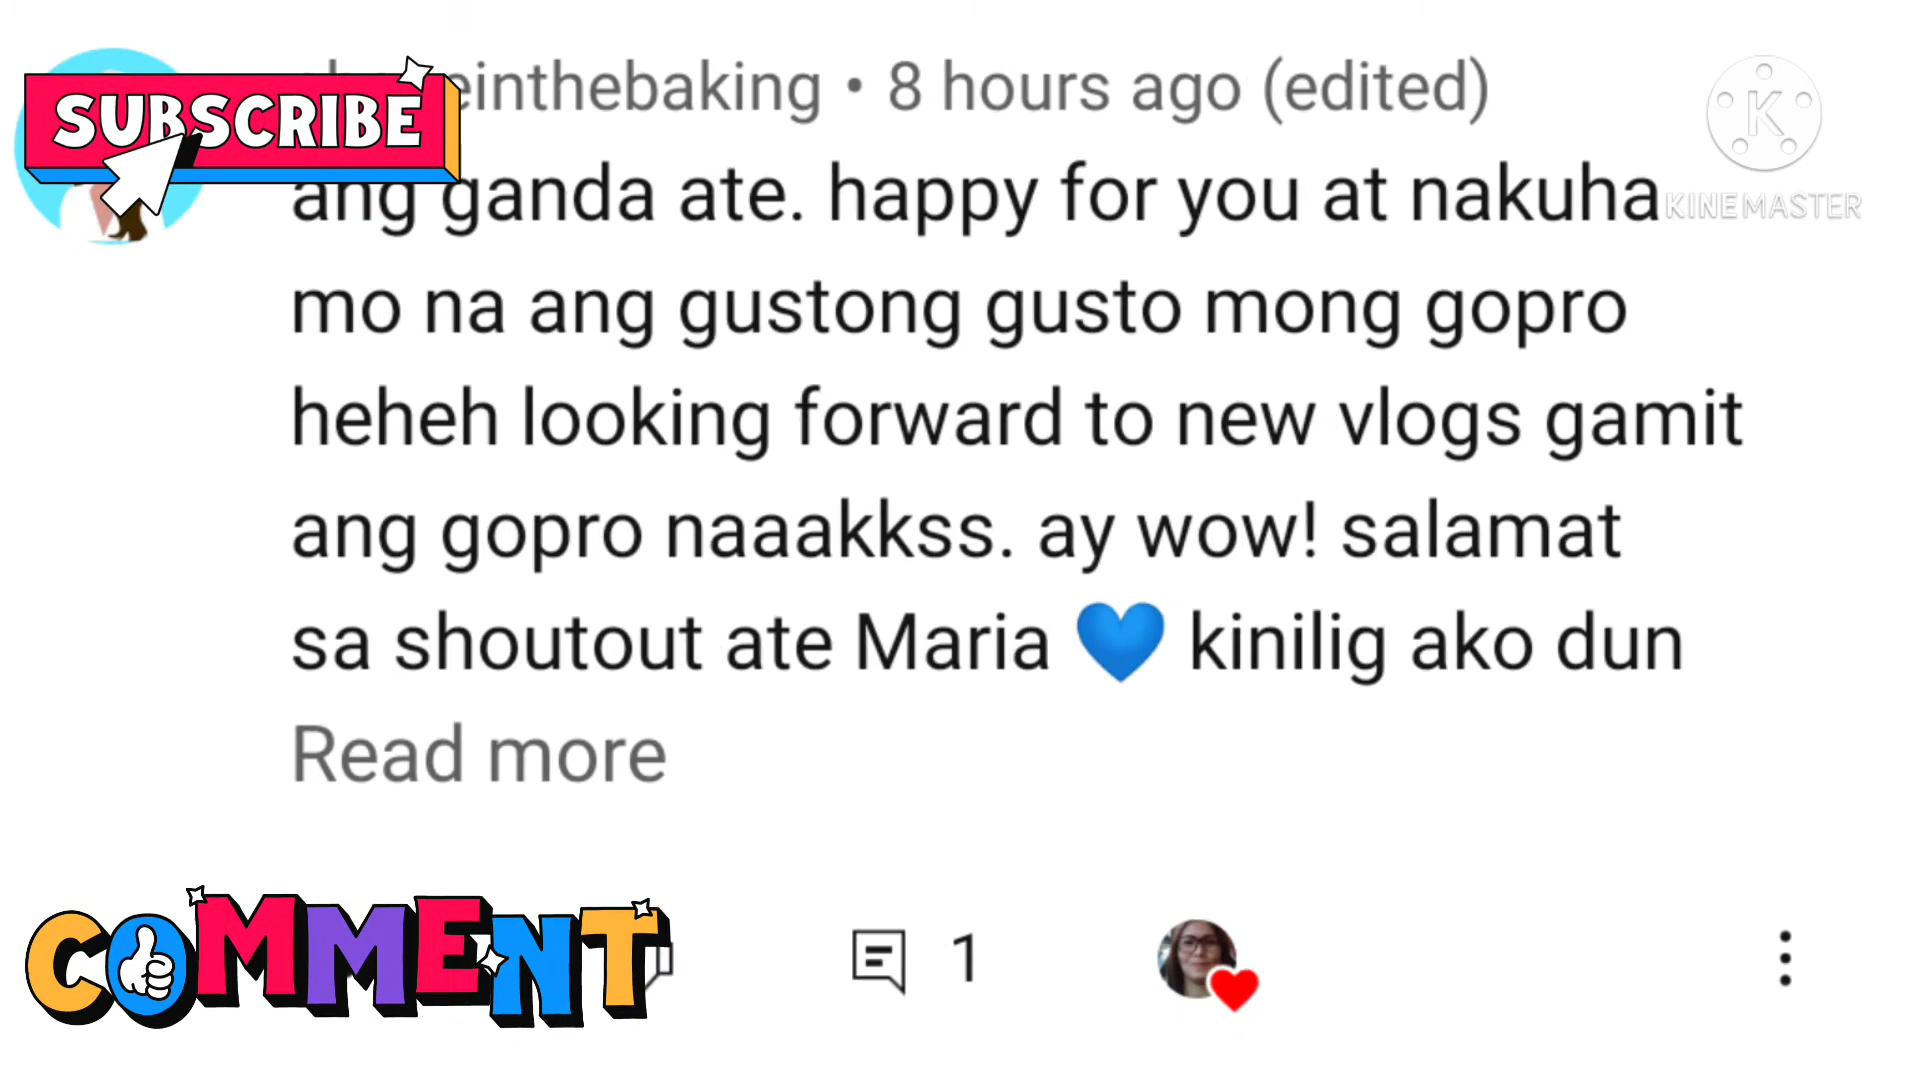 SUBSCRIBE
einthebaking • 8 hours ago (edited)
K
KINEMASTER
ang ganda ate. happy for you at nakuha
mo na ang gustong gusto mong gopro
heheh looking forward to new vlogs gamit
ang gopro naaakkss. ay wow! salamat
sa shoutout ate Maria 💙 kinilig ako dun
Read more
COMMENT
1